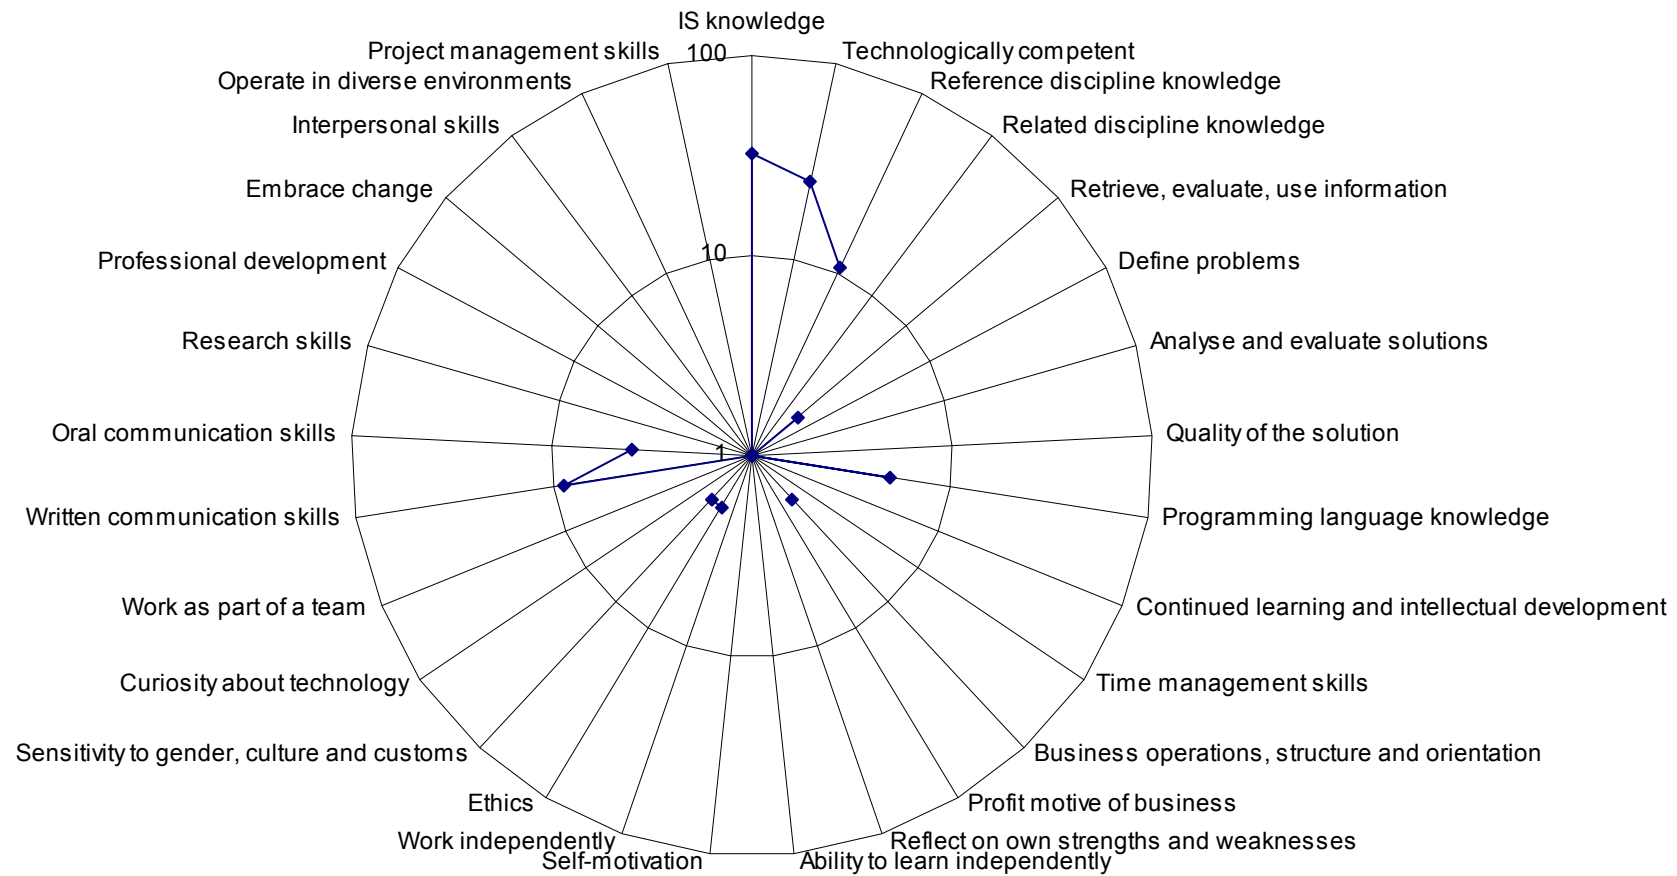 IS knowledge
Project management skills
100
Technologically competent
Operate in diverse environments
Reference discipline knowledge
Interpersonal skills
Related discipline knowledge
Embrace change
Retrieve, evaluate, use information
10
Professional development
Define problems
Research skills
Analyse and evaluate solutions
Oral communication skills
Quality of the solution
1
Written communication skills
Programming language knowledge
Work as part of a team
Continued learning and intellectual development
Curiosity about technology
Time management skills
Sensitivity to gender, culture and customs
Business operations, structure and orientation
Ethics
Profit motive of business
Work independently
Reflect on own strengths and weaknesses
Self-motivation
Ability to learn independently